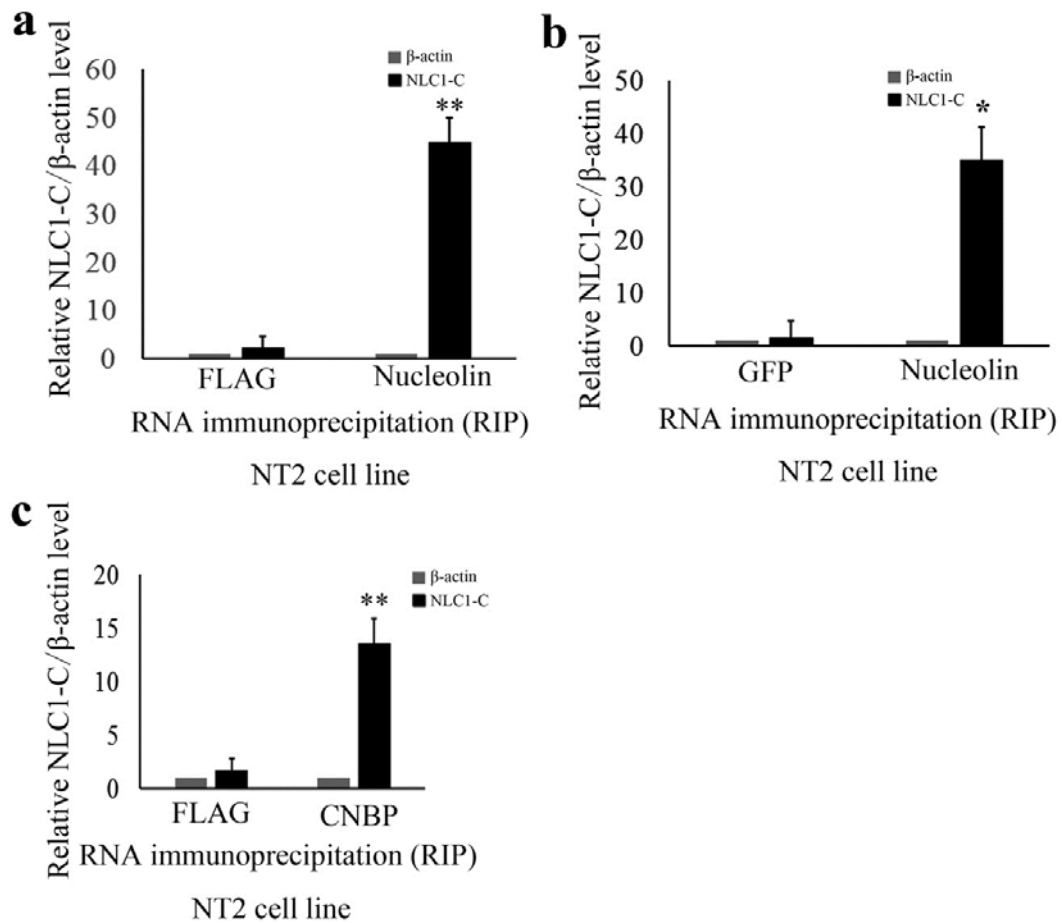 a
Relative NLC1-C/β-actin level
60
50
40
30
20
10
0
β-actin
NLC1-C
**
FLAG Nucleolin
RNA immunoprecipitation (RIP)
NT2 cell line
b
Relative NLC1-C/β-actin level
50
40
30
20
10
0
β-actin
NLC1-C
*
GFP Nucleolin
RNA immunoprecipitation (RIP)
NT2 cell line
c
Relative NLC1-C/β-actin level
20
15
10
5
0
β-actin
NLC1-C
**
FLAG CNBP
RNA immunoprecipitation (RIP)
NT2 cell line